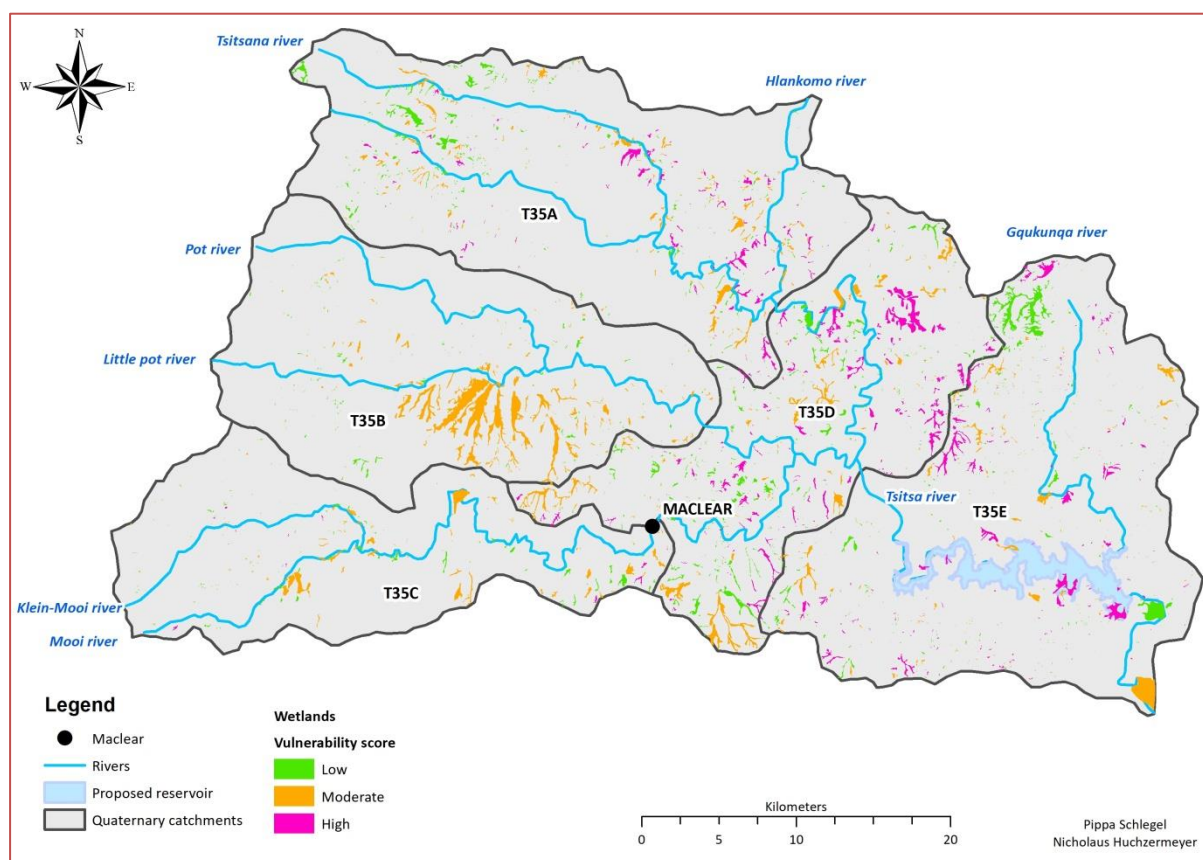 Tsitsana river
N
W
E
S
Hlankomo river
T35A
Pot river
Gqukunqa river
Little pot river
T35B
T35D
MACLEAR
Tsitsa river
T35E
T35C
Klein-Mooi river
Mooi river
Legend
Maclear
Rivers
Proposed reservoir
Quaternary catchments
Wetlands
Vulnerability score
Low
Moderate
High
Kilometers
0 5 10 20
Pippa Schlegel
Nicholaus Huchzermeyer